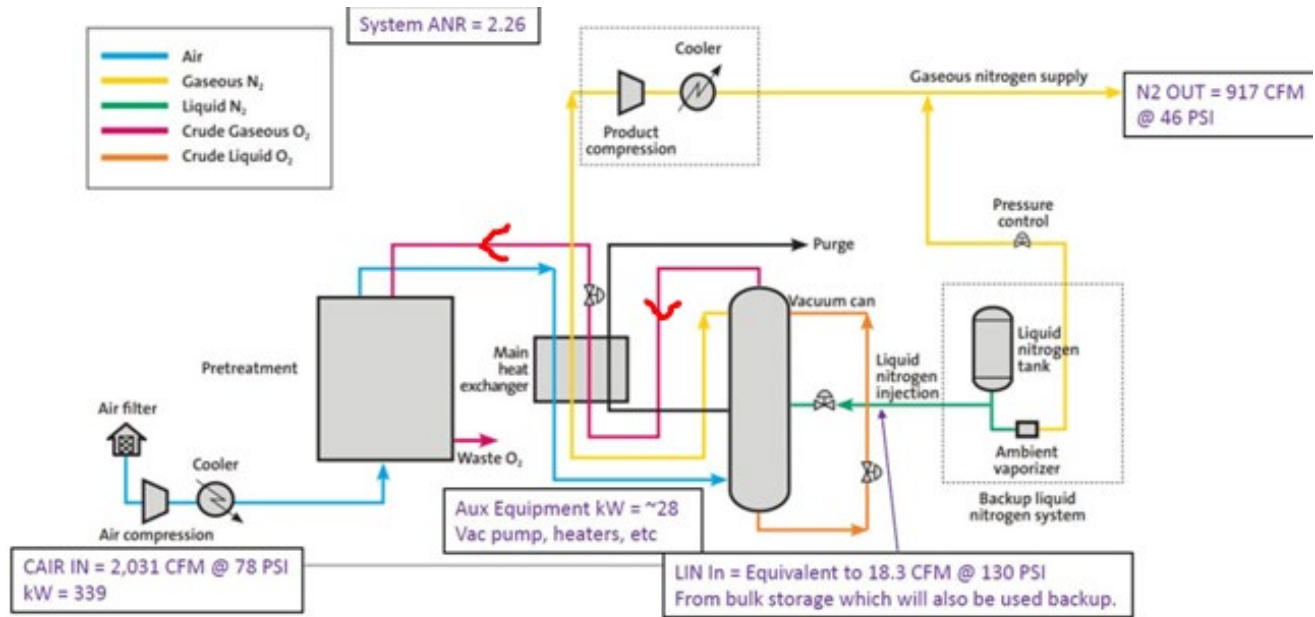 System ANR = 2.26
Air
Gaseous N₂
Liquid N₂
Crude Gaseous O₂
Crude Liquid O₂
Cooler
Product
compression
Gaseous nitrogen supply
N2 OUT = 917 CFM
@ 46 PSI
Pressure
control
Purge
Vacuum can
Pretreatment
Main
heat
exchanger
Liquid
nitrogen
injection
Liquid
nitrogen
tank
Air filter
Cooler
Waste O₂
Ambient
vaporizer
Air compression
Backup liquid
nitrogen system
Aux Equipment kW = ~28
Vac pump, heaters, etc
CAIR IN = 2,031 CFM @ 78 PSI
kW = 339
LIN In = Equivalent to 18.3 CFM @ 130 PSI
From bulk storage which will also be used backup.